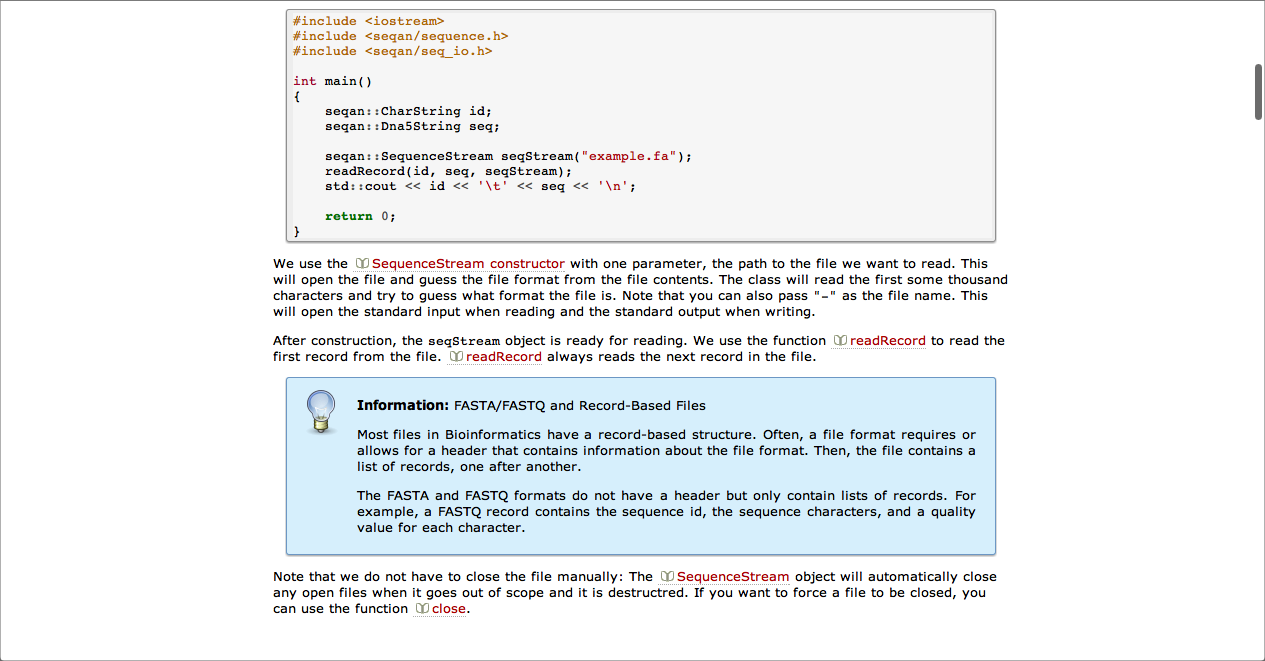 #include <iostream>
#include <seqan/sequence.h>
#include <seqan/seq_io.h>
int main()
{
    seqan::CharString id;
    seqan::Dna5String seq;
    seqan::SequenceStream seqStream("example.fa");
    readRecord(id, seq, seqStream);
    std::cout << id << '\t' << seq << '\n';
    return 0;
}
We use the SequenceStream constructor with one parameter, the path to the file we want to read. This
will open the file and guess the file format from the file contents. The class will read the first some thousand
characters and try to guess what format the file is. Note that you can also pass "-" as the file name. This
will open the standard input when reading and the standard output when writing.
After construction, the seqStream object is ready for reading. We use the function readRecord to read the
first record from the file. readRecord always reads the next record in the file.
Information: FASTA/FASTQ and Record-Based Files
Most files in Bioinformatics have a record-based structure. Often, a file format requires or
allows for a header that contains information about the file format. Then, the file contains a
list of records, one after another.
The FASTA and FASTQ formats do not have a header but only contain lists of records. For
example, a FASTQ record contains the sequence id, the sequence characters, and a quality
value for each character.
Note that we do not have to close the file manually: The SequenceStream object will automatically close
any open files when it goes out of scope and it is destructred. If you want to force a file to be closed, you
can use the function close.